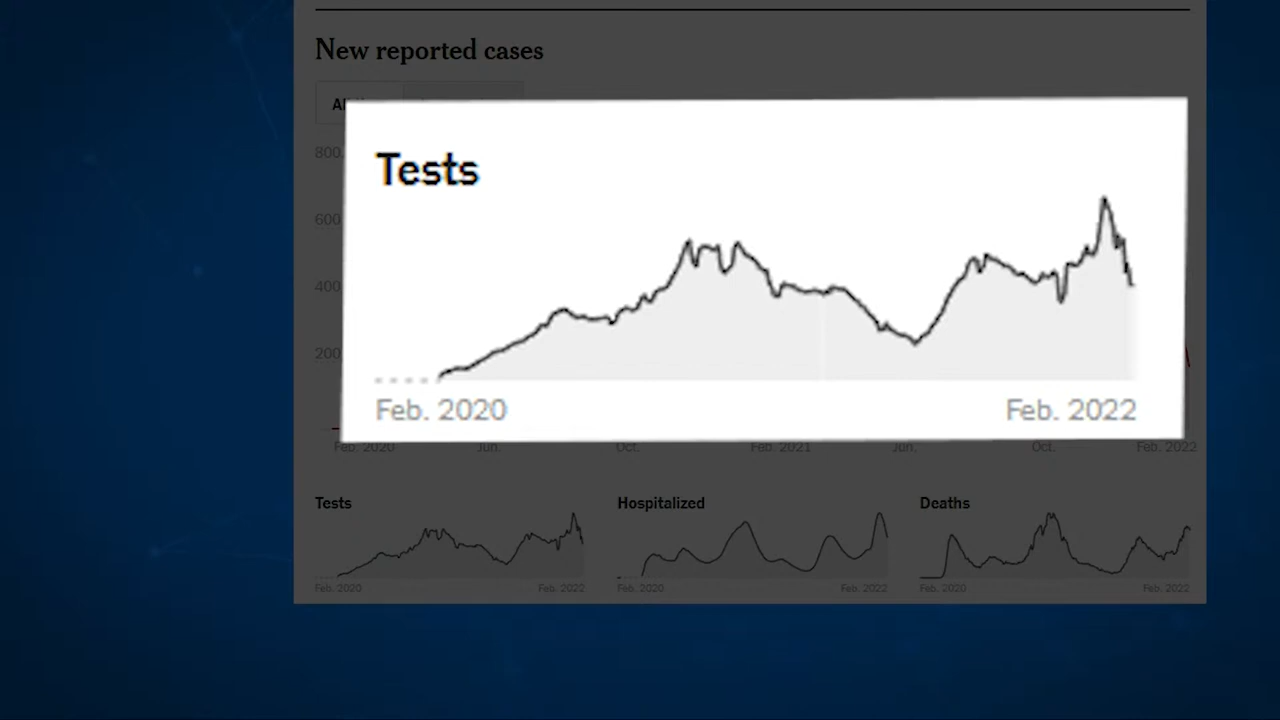 New reported cases
Tests
800,
600
400
200
Feb. 2020 Feb. 2022
Feb. 2020 Jun. Oct. Feb. 2021 Jun. Oct. Feb. 2022
Tests Hospitalized Deaths
Feb. 2020 Feb. 2022 Feb. 2020 Feb. 2022 Feb. 2020 Feb. 2022